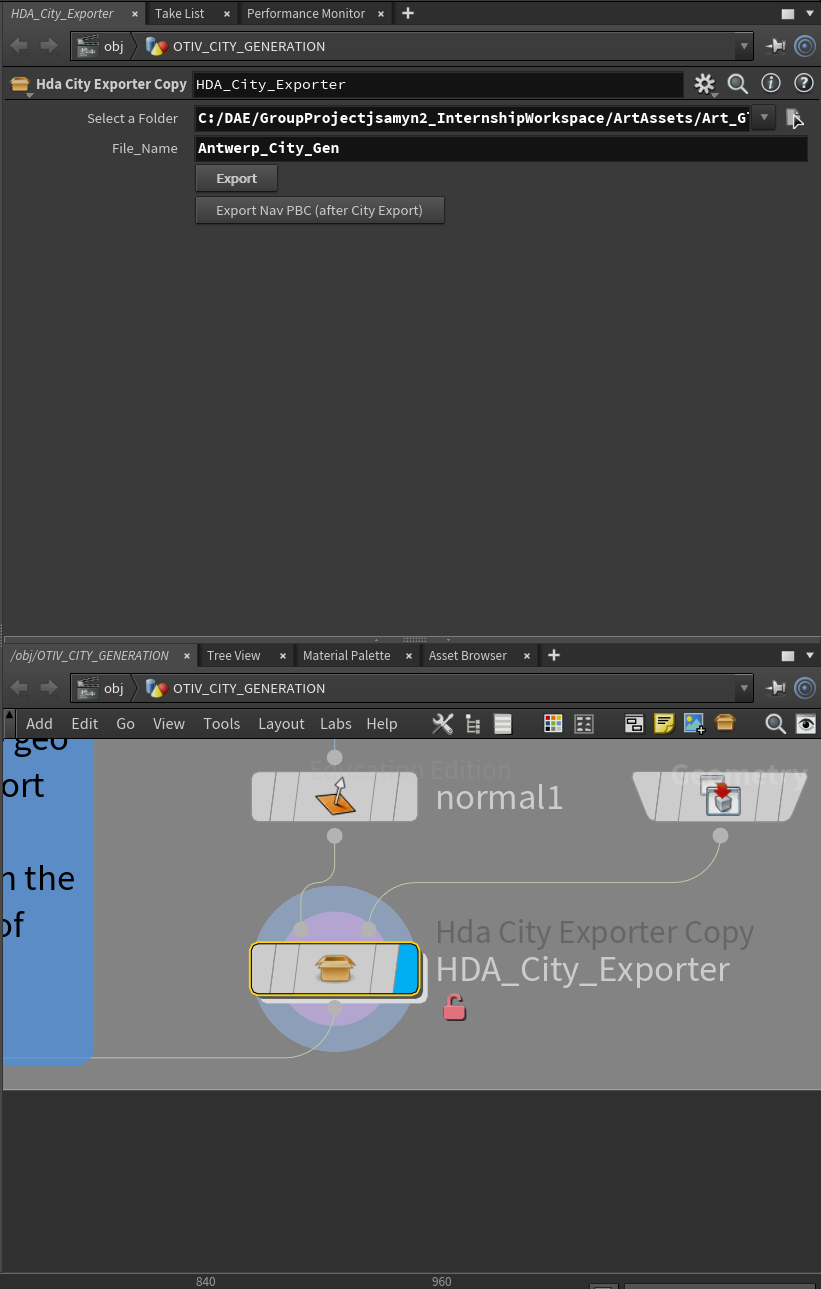 HDA_City_Exporter × Take List × Performance Monitor × +
obj OTIV_CITY_GENERATION
Hda City Exporter Copy HDA_City_Exporter
Select a Folder C:/DAE/GroupProjectjsamyn2_InternshipWorkspace/ArtAssets/Art_G
File_Name Antwerp_City_Gen
Export
Export Nav PBC (after City Export)
/obj/OTIV_CITY_GENERATION × Tree View × Material Palette × Asset Browser × +
obj OTIV_CITY_GENERATION
Add Edit Go View Tools Layout Labs Help
geo
ort
n the
of
Education Edition
Geometry
normal1
Hda City Exporter Copy
HDA_City_Exporter
840 960